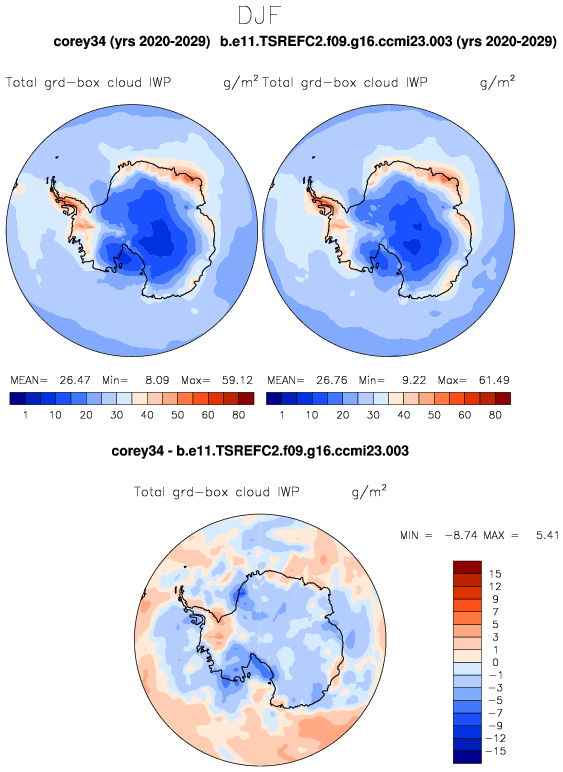 DJF
corey34 (yrs 2020-2029) b.e11.TSREFC2.f09.g16.ccmi23.003 (yrs 2020-2029)
Total grd-box cloud IWP g/m² Total grd-box cloud IWP g/m²
MEAN= 26.47 Min= 8.09 Max= 59.12 MEAN= 26.76 Min= 9.22 Max= 61.49
1 10 20 30 40 50 60 80 1 10 20 30 40 50 60 80
corey34 - b.e11.TSREFC2.f09.g16.ccmi23.003
Total grd-box cloud IWP g/m²
MIN = -8.74 MAX = 5.41
15
12
9
7
5
3
1
0
-1
-3
-5
-7
-9
-12
-15